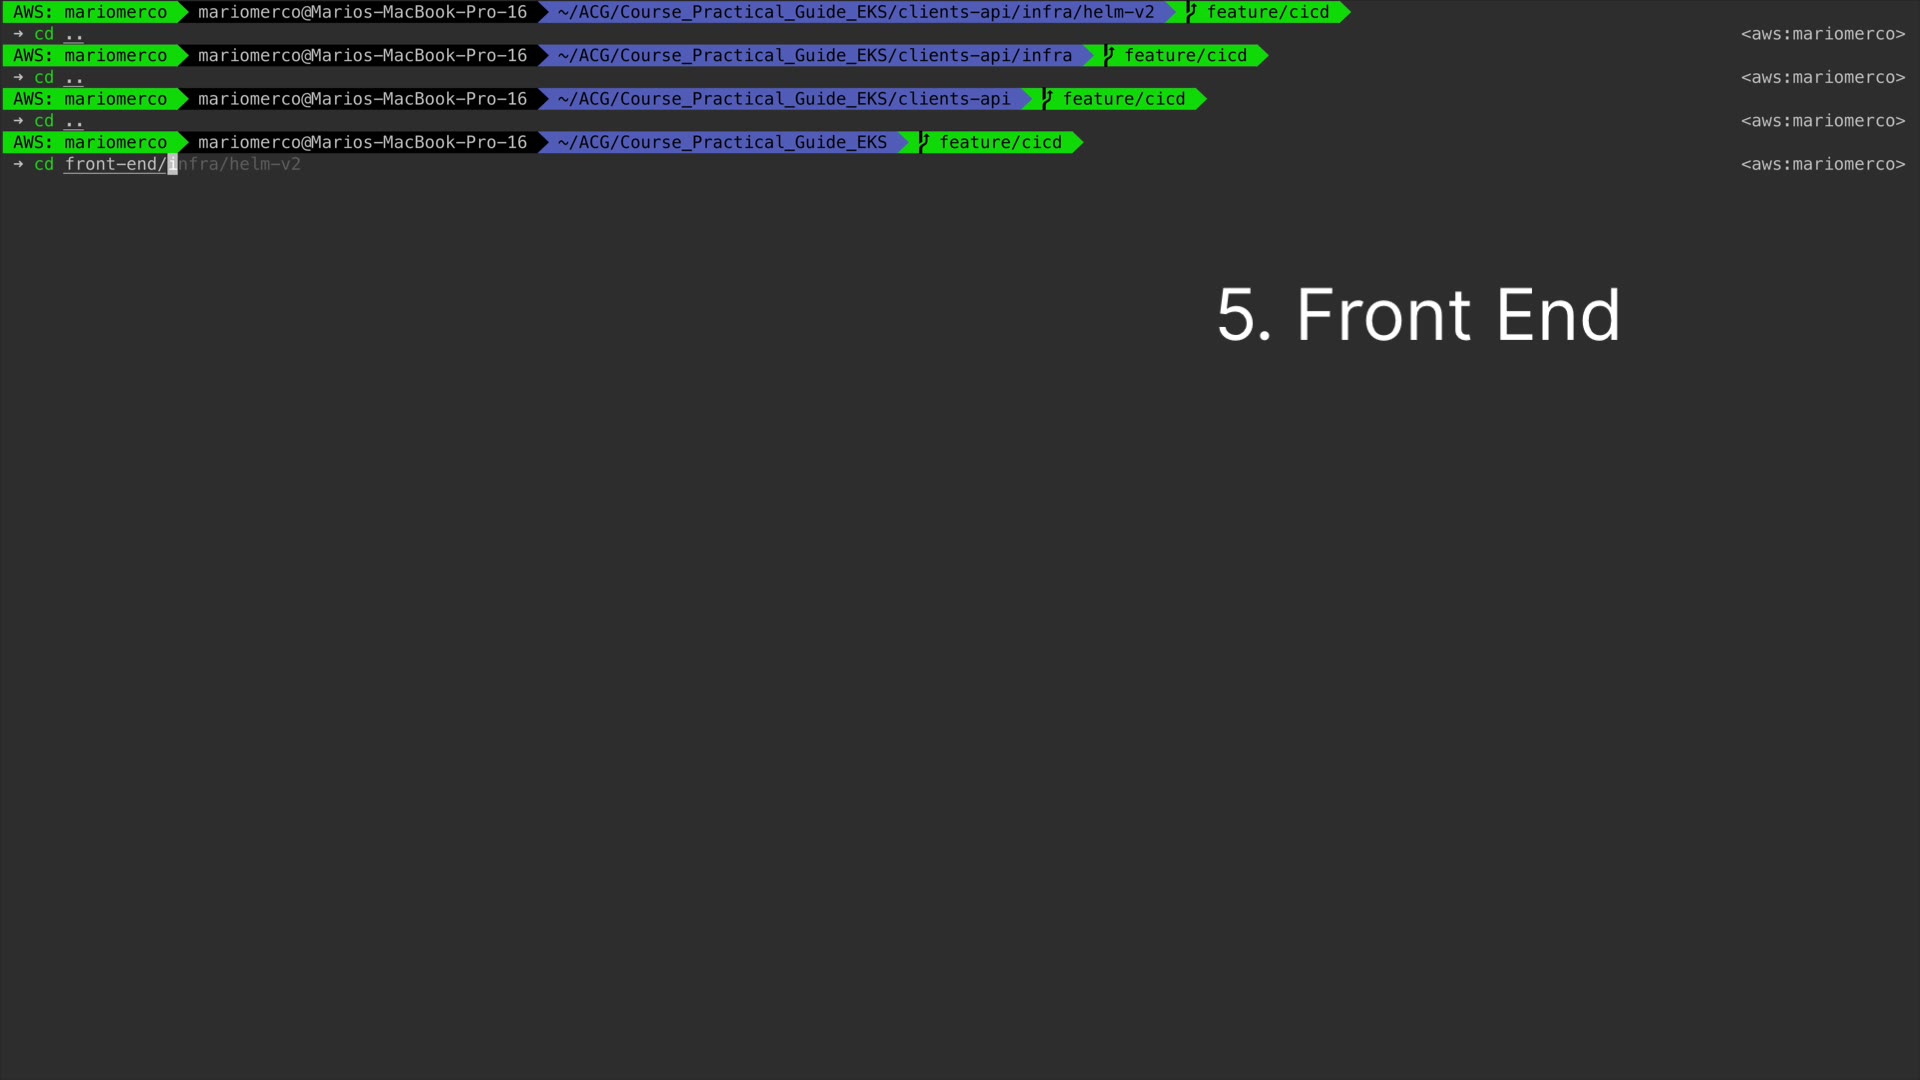 AWS: mariomerco mariomerco@Marios-MacBook-Pro-16 ~/ACG/Course_Practical_Guide_EKS/clients-api/infra/helm-v2 feature/cicd
→ cd .. <aws:mariomerco>
AWS: mariomerco mariomerco@Marios-MacBook-Pro-16 ~/ACG/Course_Practical_Guide_EKS/clients-api/infra feature/cicd
→ cd .. <aws:mariomerco>
AWS: mariomerco mariomerco@Marios-MacBook-Pro-16 ~/ACG/Course_Practical_Guide_EKS/clients-api feature/cicd
→ cd .. <aws:mariomerco>
AWS: mariomerco mariomerco@Marios-MacBook-Pro-16 ~/ACG/Course_Practical_Guide_EKS feature/cicd
→ cd front-end/infra/helm-v2 <aws:mariomerco>
5. Front End